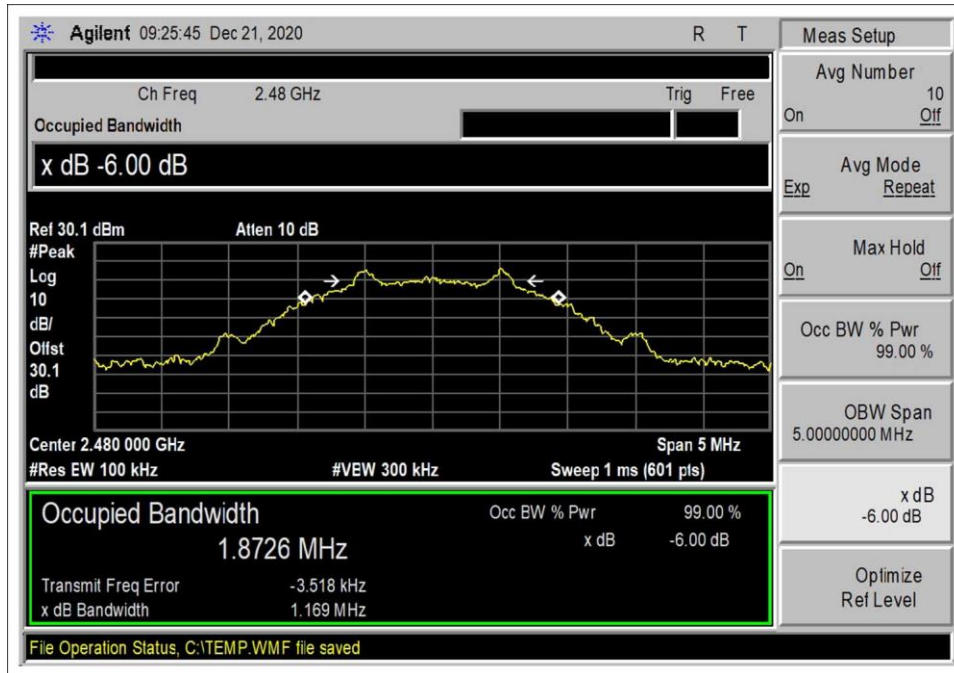 Agilent 09:25:45 Dec 21, 2020 R T
Meas Setup
Ch Freq 2.48 GHz Trig Free
Occupied Bandwidth
x dB -6.00 dB
Ref 30.1 dBm Atten 10 dB
#Peak
Log
10
dB/
Offst
30.1
dB
Center 2.480 000 GHz Span 5 MHz
#Res EW 100 kHz #VEW 300 kHz Sweep 1 ms (601 pts)
Occupied Bandwidth Occ BW % Pwr 99.00 %
1.8726 MHz x dB -6.00 dB
Transmit Freq Error -3.518 kHz
x dB Bandwidth 1.169 MHz
File Operation Status, C:\TEMP.WMF file saved
Avg Number
10
On Off
Avg Mode
Exp Repeat
Max Hold
On Off
Occ BW % Pwr
99.00 %
OBW Span
5.00000000 MHz
x dB
-6.00 dB
Optimize
Ref Level